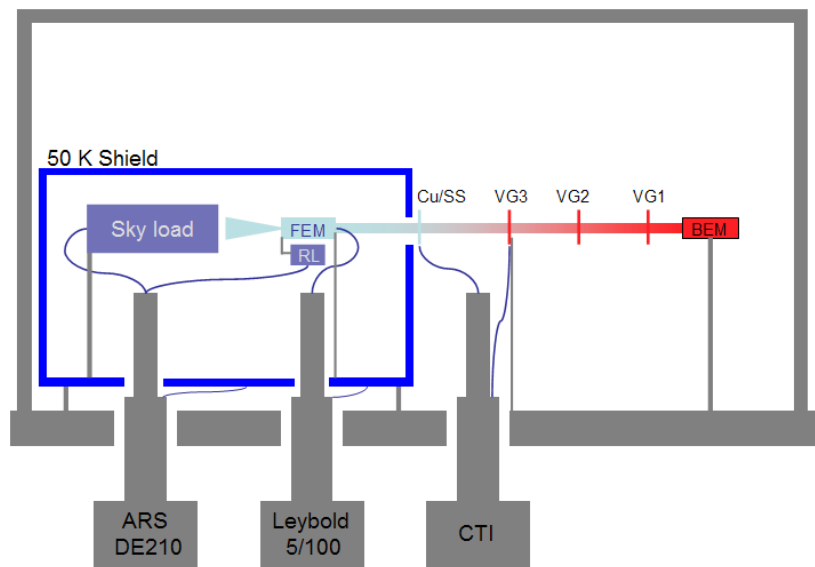 50 K Shield
Cu/SS
VG3
VG2
VG1
Sky load
FEM
BEM
RL
ARS
DE210
Leybold
5/100
CTI